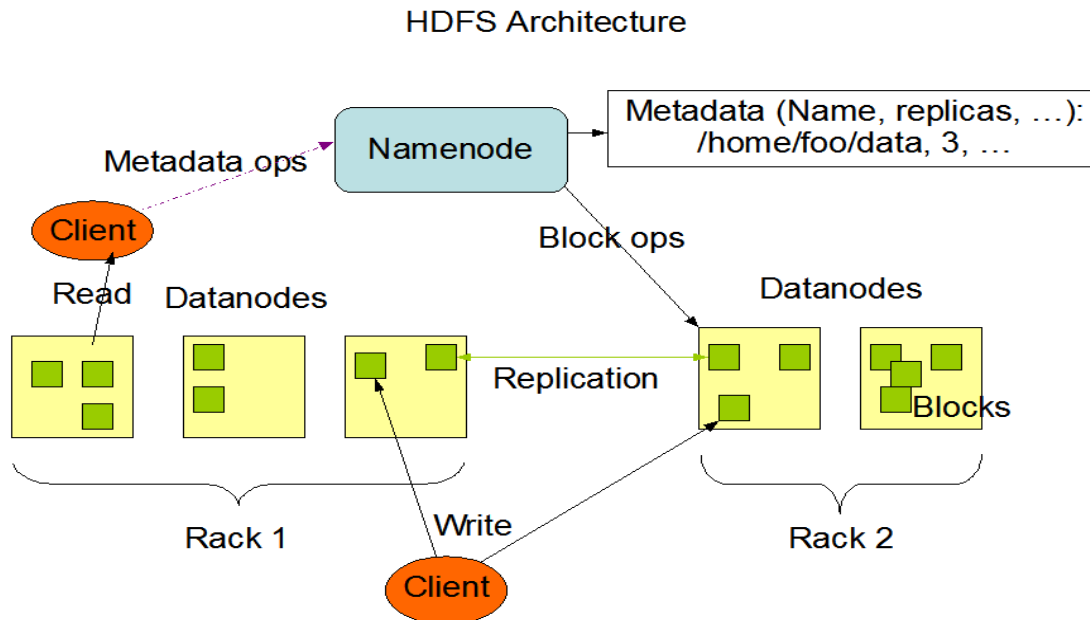 HDFS Architecture
Metadata (Name, replicas, …):
/home/foo/data, 3, …
Namenode
Metadata ops
Client
Block ops
Read
Datanodes
Datanodes
Replication
Blocks
Rack 1
Write
Rack 2
Client